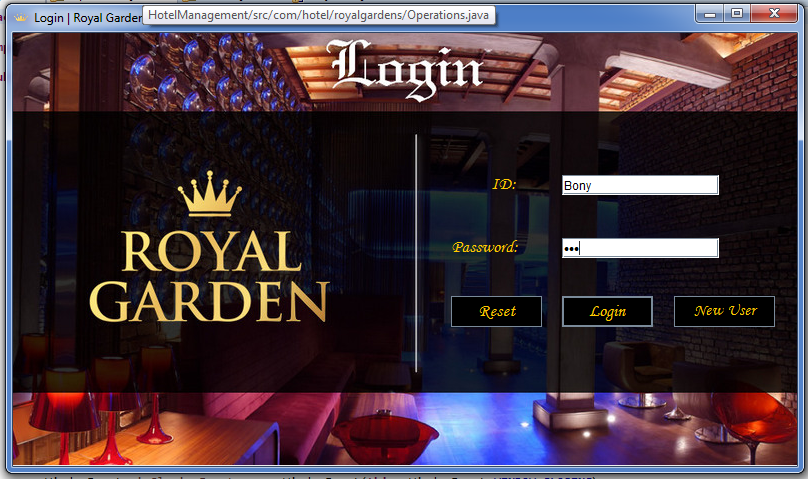 Login | Royal Garden
HotelManagement/src/com/hotel/royalgardens/Operations.java
Login
ROYAL
GARDEN
ID:
Bony
Password:
•••
Reset
Login
New User